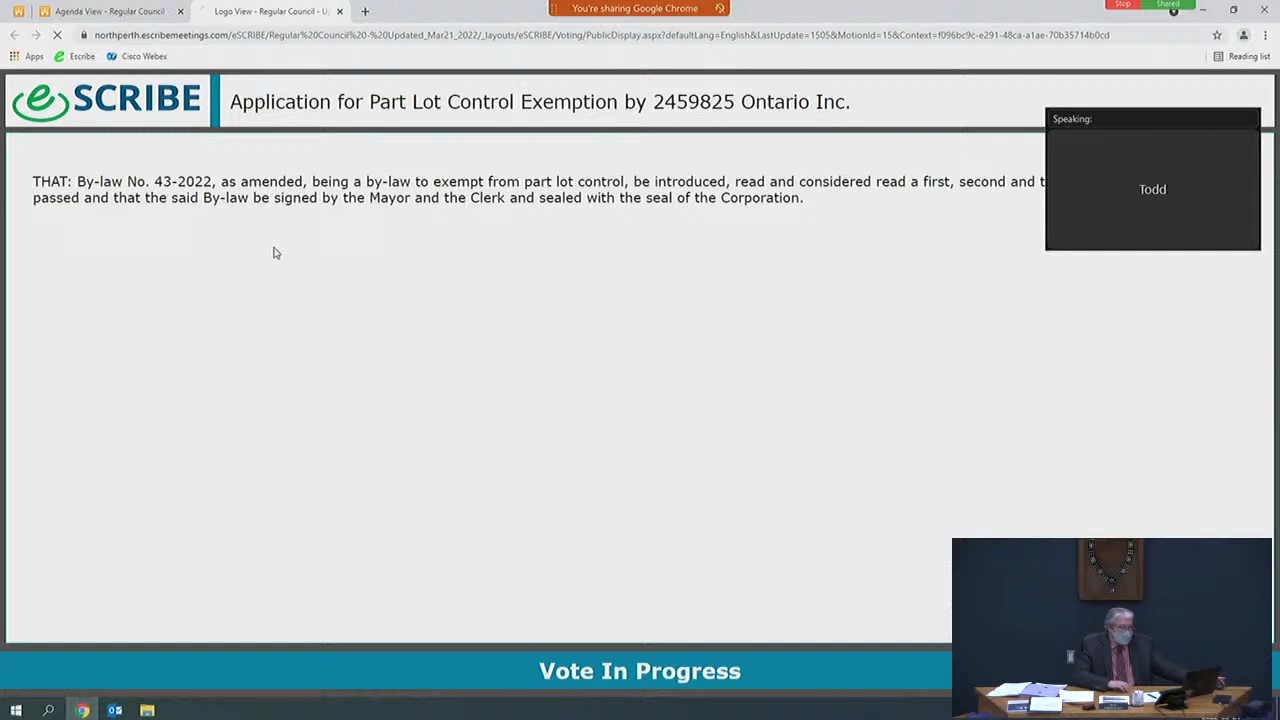 Agenda View - Regular Council
Logo View - Regular Council - U
You're sharing Google Chrome
Stop
Shared
northperth.escribemeetings.com/eSCRIBE/Regular%20Council%20-%20Updated_Mar21_2022/_layouts/eSCRIBE/Voting/PublicDisplay.aspx?defaultLang=English&LastUpdate=1505&MotionId=15&Context=f096bc9c-e291-48ca-a1ae-70b35714b0cd
Apps
Escribe
Cisco Webex
Reading list
eSCRIBE
Application for Part Lot Control Exemption by 2459825 Ontario Inc.
Speaking:
Todd
THAT: By-law No. 43-2022, as amended, being a by-law to exempt from part lot control, be introduced, read and considered read a first, second and t
passed and that the said By-law be signed by the Mayor and the Clerk and sealed with the seal of the Corporation.
Vote In Progress